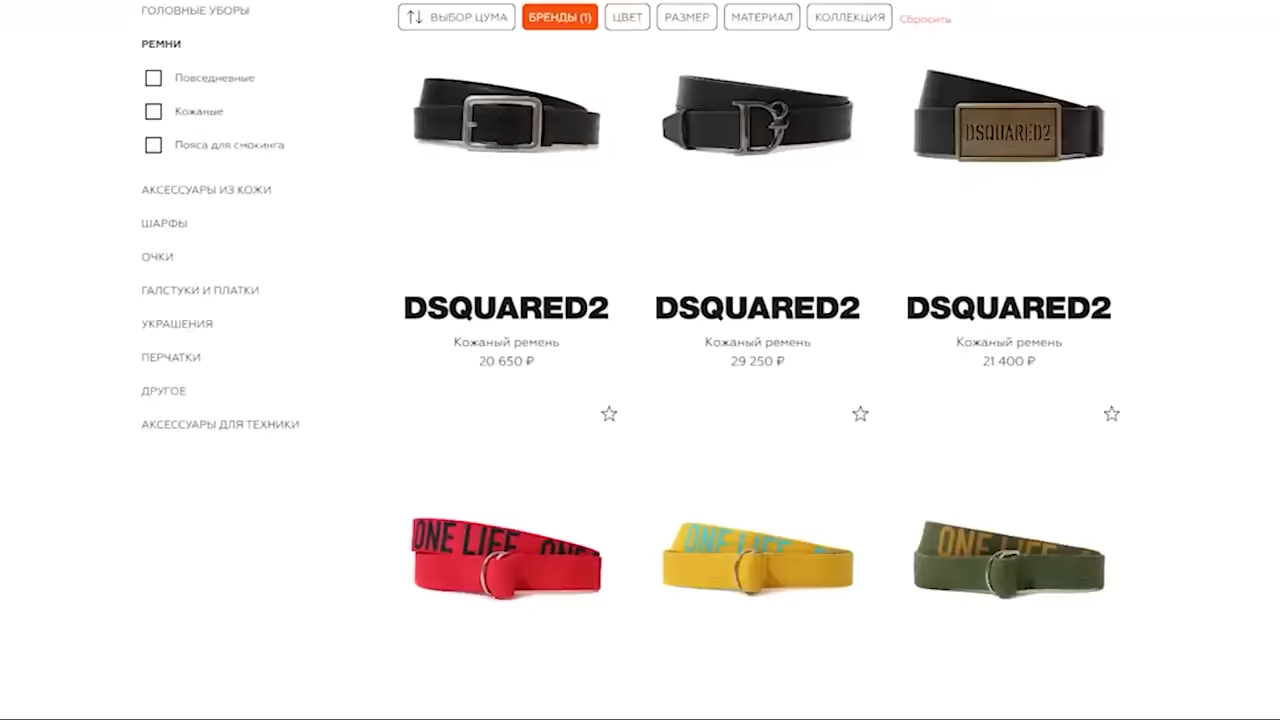 ГОЛОВНЫЕ УБОРЫ
РЕМНИ
Повседневные
Кожаные
Пояса для смокинга
АКСЕССУАРЫ ИЗ КОЖИ
ШАРФЫ
ОЧКИ
ГАЛСТУКИ И ПЛАТКИ
УКРАШЕНИЯ
ПЕРЧАТКИ
ДРУГОЕ
АКСЕССУАРЫ ДЛЯ ТЕХНИКИ
ВЫБОР ЦУМА БРЕНДЫ (1) ЦВЕТ РАЗМЕР МАТЕРИАЛ КОЛЛЕКЦИЯ Сбросить
DSQUARED2
DSQUARED2 DSQUARED2 DSQUARED2
Кожаный ремень Кожаный ремень Кожаный ремень
20 650 ₽ 29 250 ₽ 21 400 ₽
ONE LIFE ONE LIFE ONE LIFE